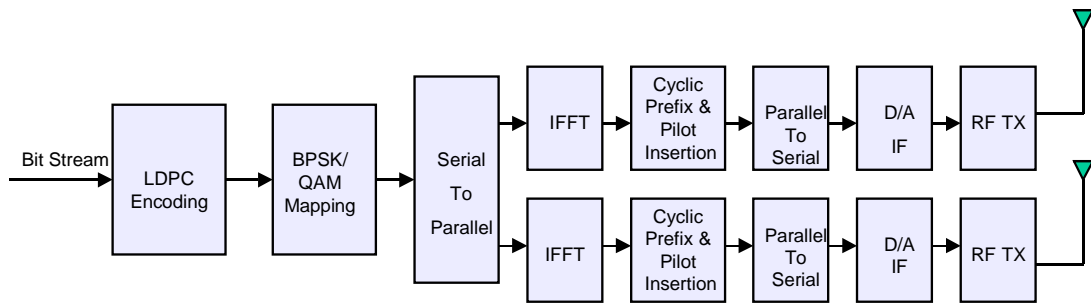 Bit Stream
LDPC
Encoding
BPSK/
QAM
Mapping
Serial
To
Parallel
IFFT
Cyclic
Prefix &
Pilot
Insertion
Parallel
To
Serial
D/A
IF
RF TX
IFFT
Cyclic
Prefix &
Pilot
Insertion
Parallel
To
Serial
D/A
IF
RF TX